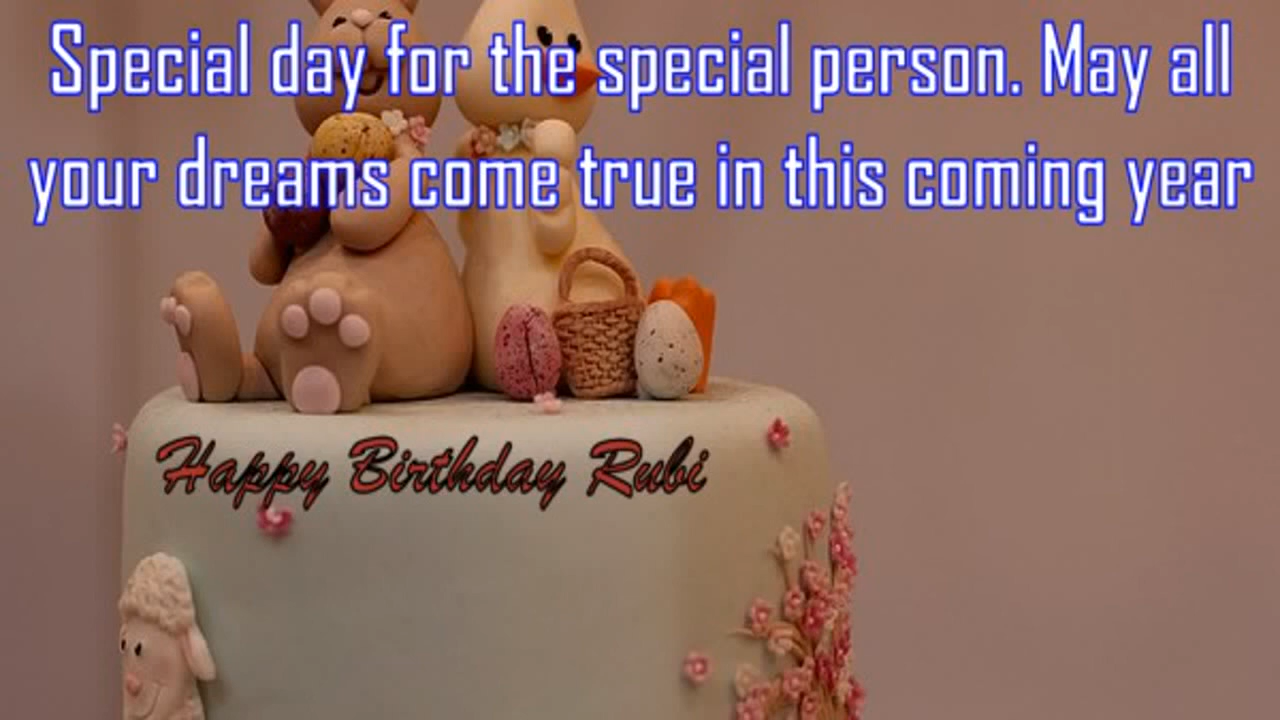 Special day for the special person. May all
your dreams come true in this coming year
Happy Birthday Rubi